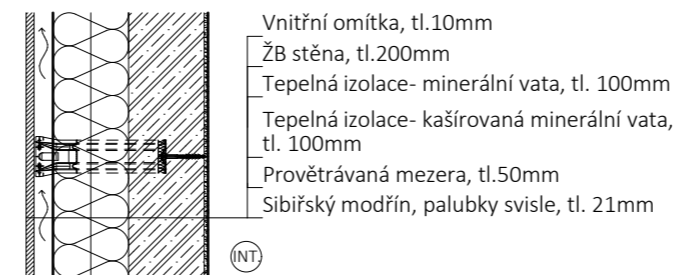 Vnitřní omítka, tl.10mm
ŽB stěna, tl.200mm
Tepelná izolace- minerální vata, tl. 100mm
Tepelná izolace- kašírovaná minerální vata,
tl. 100mm
Provětrávaná mezera, tl.50mm
Sibiřský modřín, palubky svisle, tl. 21mm
INT.